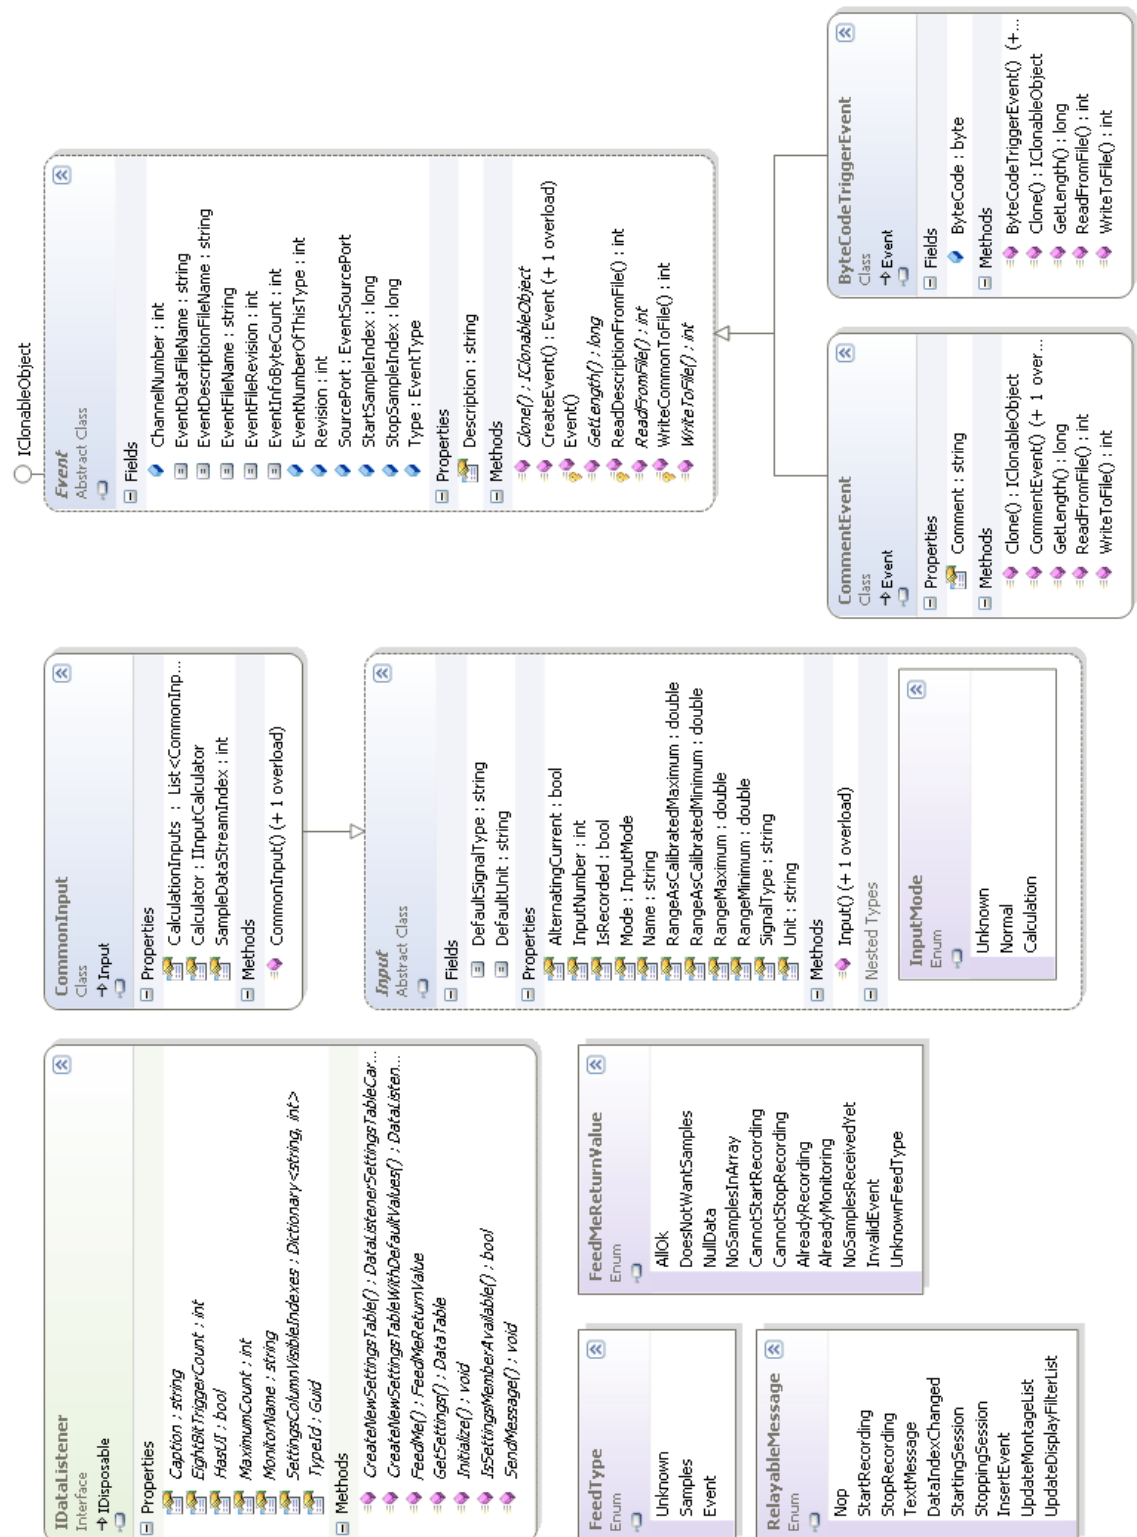 IDataListener
Interface
IDisposable
Properties
Caption : string
EightBitTriggerCount : int
HasUI : bool
MaximumCount : int
MonitorName : string
SettingsColumnVisibleIndexes : Dictionary<string, int>
TypeId : Guid
Methods
CreateNewSettingsTable() : DataListenerSettingsTableCar...
CreateNewSettingsTableWithDefaultValues() : DataListen...
FeedMe() : FeedMeReturnValue
GetSettings() : DataTable
Initialize() : void
IsSettingsMemberAvailable() : bool
SendMessage() : void
FeedType
Enum
Unknown
Samples
Event
RelayableMessage
Enum
Nop
StartRecording
StopRecording
TextMessage
DataIndexChanged
StartingSession
StoppingSession
InsertEvent
UpdateMontageList
UpdateDisplayFilterList
FeedMeReturnValue
Enum
AllOk
DoesNotWantSamples
NullData
NoSamplesInArray
CannotStartRecording
CannotStopRecording
AlreadyRecording
AlreadyMonitoring
NoSamplesReceivedYet
InvalidEvent
UnknownFeedType
CommonInput
Class
Input
Properties
CalculationInputs : List<CommonInp...
Calculator : IInputCalculator
SampleDataStreamIndex : int
Methods
CommonInput() (+ 1 overload)
Input
Abstract Class
Fields
DefaultSignalType : string
DefaultUnit : string
Properties
AlternatingCurrent : bool
InputNumber : int
IsRecorded : bool
Mode : InputMode
Name : string
RangeAsCalibratedMaximum : double
RangeAsCalibratedMinimum : double
RangeMaximum : double
RangeMinimum : double
SignalType : string
Unit : string
Methods
Input() (+ 1 overload)
Nested Types
InputMode
Enum
Unknown
Normal
Calculation
IClonableObject
Event
Abstract Class
Fields
ChannelNumber : int
EventDataFileName : string
EventDescriptionFileName : string
EventFileName : string
EventFileRevision : int
EventInfoByteCount : int
EventNumberOfThisType : int
Revision : int
SourcePort : EventSourcePort
StartSampleIndex : long
StopSampleIndex : long
Type : EventType
Properties
Description : string
Methods
Clone() : IClonableObject
CreateEvent() : Event (+ 1 overload)
Event()
GetLength() : long
ReadDescriptionFromFile() : int
ReadFromFile() : int
WriteCommonToFile() : int
WriteToFile() : int
CommentEvent
Class
Event
Properties
Comment : string
Methods
Clone() : IClonableObject
CommentEvent() (+ 1 over...
GetLength() : long
ReadFromFile() : int
WriteToFile() : int
ByteCodeTriggerEvent
Class
Event
Fields
ByteCode : byte
Methods
ByteCodeTriggerEvent() (+...
Clone() : IClonableObject
GetLength() : long
ReadFromFile() : int
WriteToFile() : int